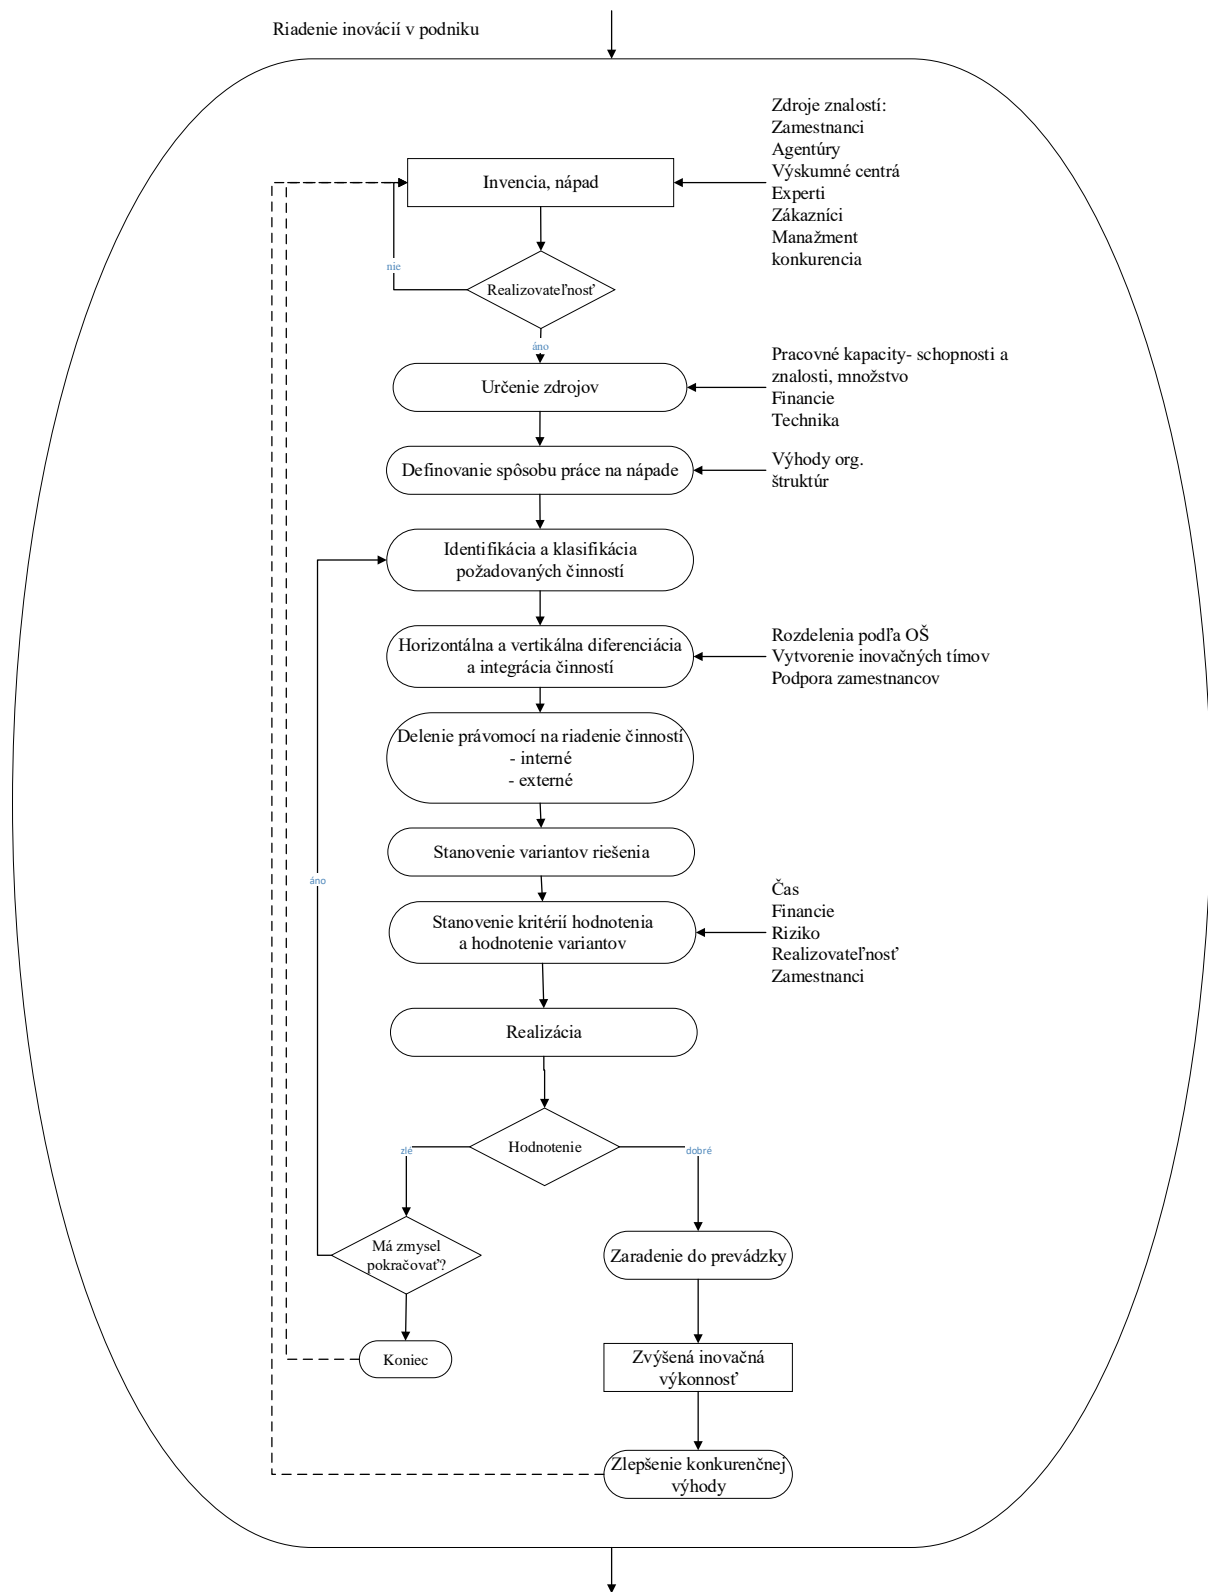 Riadenie inovácií v podniku
Zdroje znalostí:
Zamestnanci
Agentúry
Výskumné centrá
Experti
Zákazníci
Manažment
konkurencia
Invencia, nápad
nie
Realizovateľnosť
áno
Určenie zdrojov
Pracovné kapacity- schopnosti a
znalosti, množstvo
Financie
Technika
Definovanie spôsobu práce na nápade
Výhody org.
štruktúr
Identifikácia a klasifikácia
požadovaných činností
Horizontálna a vertikálna diferenciácia
a integrácia činností
Rozdelenia podľa OŠ
Vytvorenie inovačných tímov
Podpora zamestnancov
Delenie právomocí na riadenie činností
- interné
- externé
Stanovenie variantov riešenia
áno
Stanovenie kritérií hodnotenia
a hodnotenie variantov
Čas
Financie
Riziko
Realizovateľnosť
Zamestnanci
Realizácia
Hodnotenie
zlé
dobré
Má zmysel
pokračovať?
Zaradenie do prevádzky
Koniec
Zvýšená inovačná
výkonnosť
Zlepšenie konkurenčnej
výhody